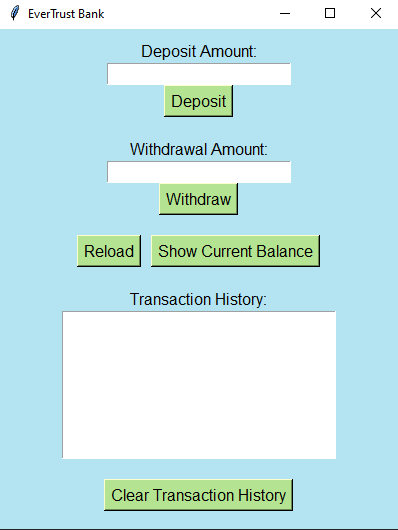 EverTrust Bank
Deposit Amount:
Deposit
Withdrawal Amount:
Withdraw
Reload Show Current Balance
Transaction History:
Clear Transaction History